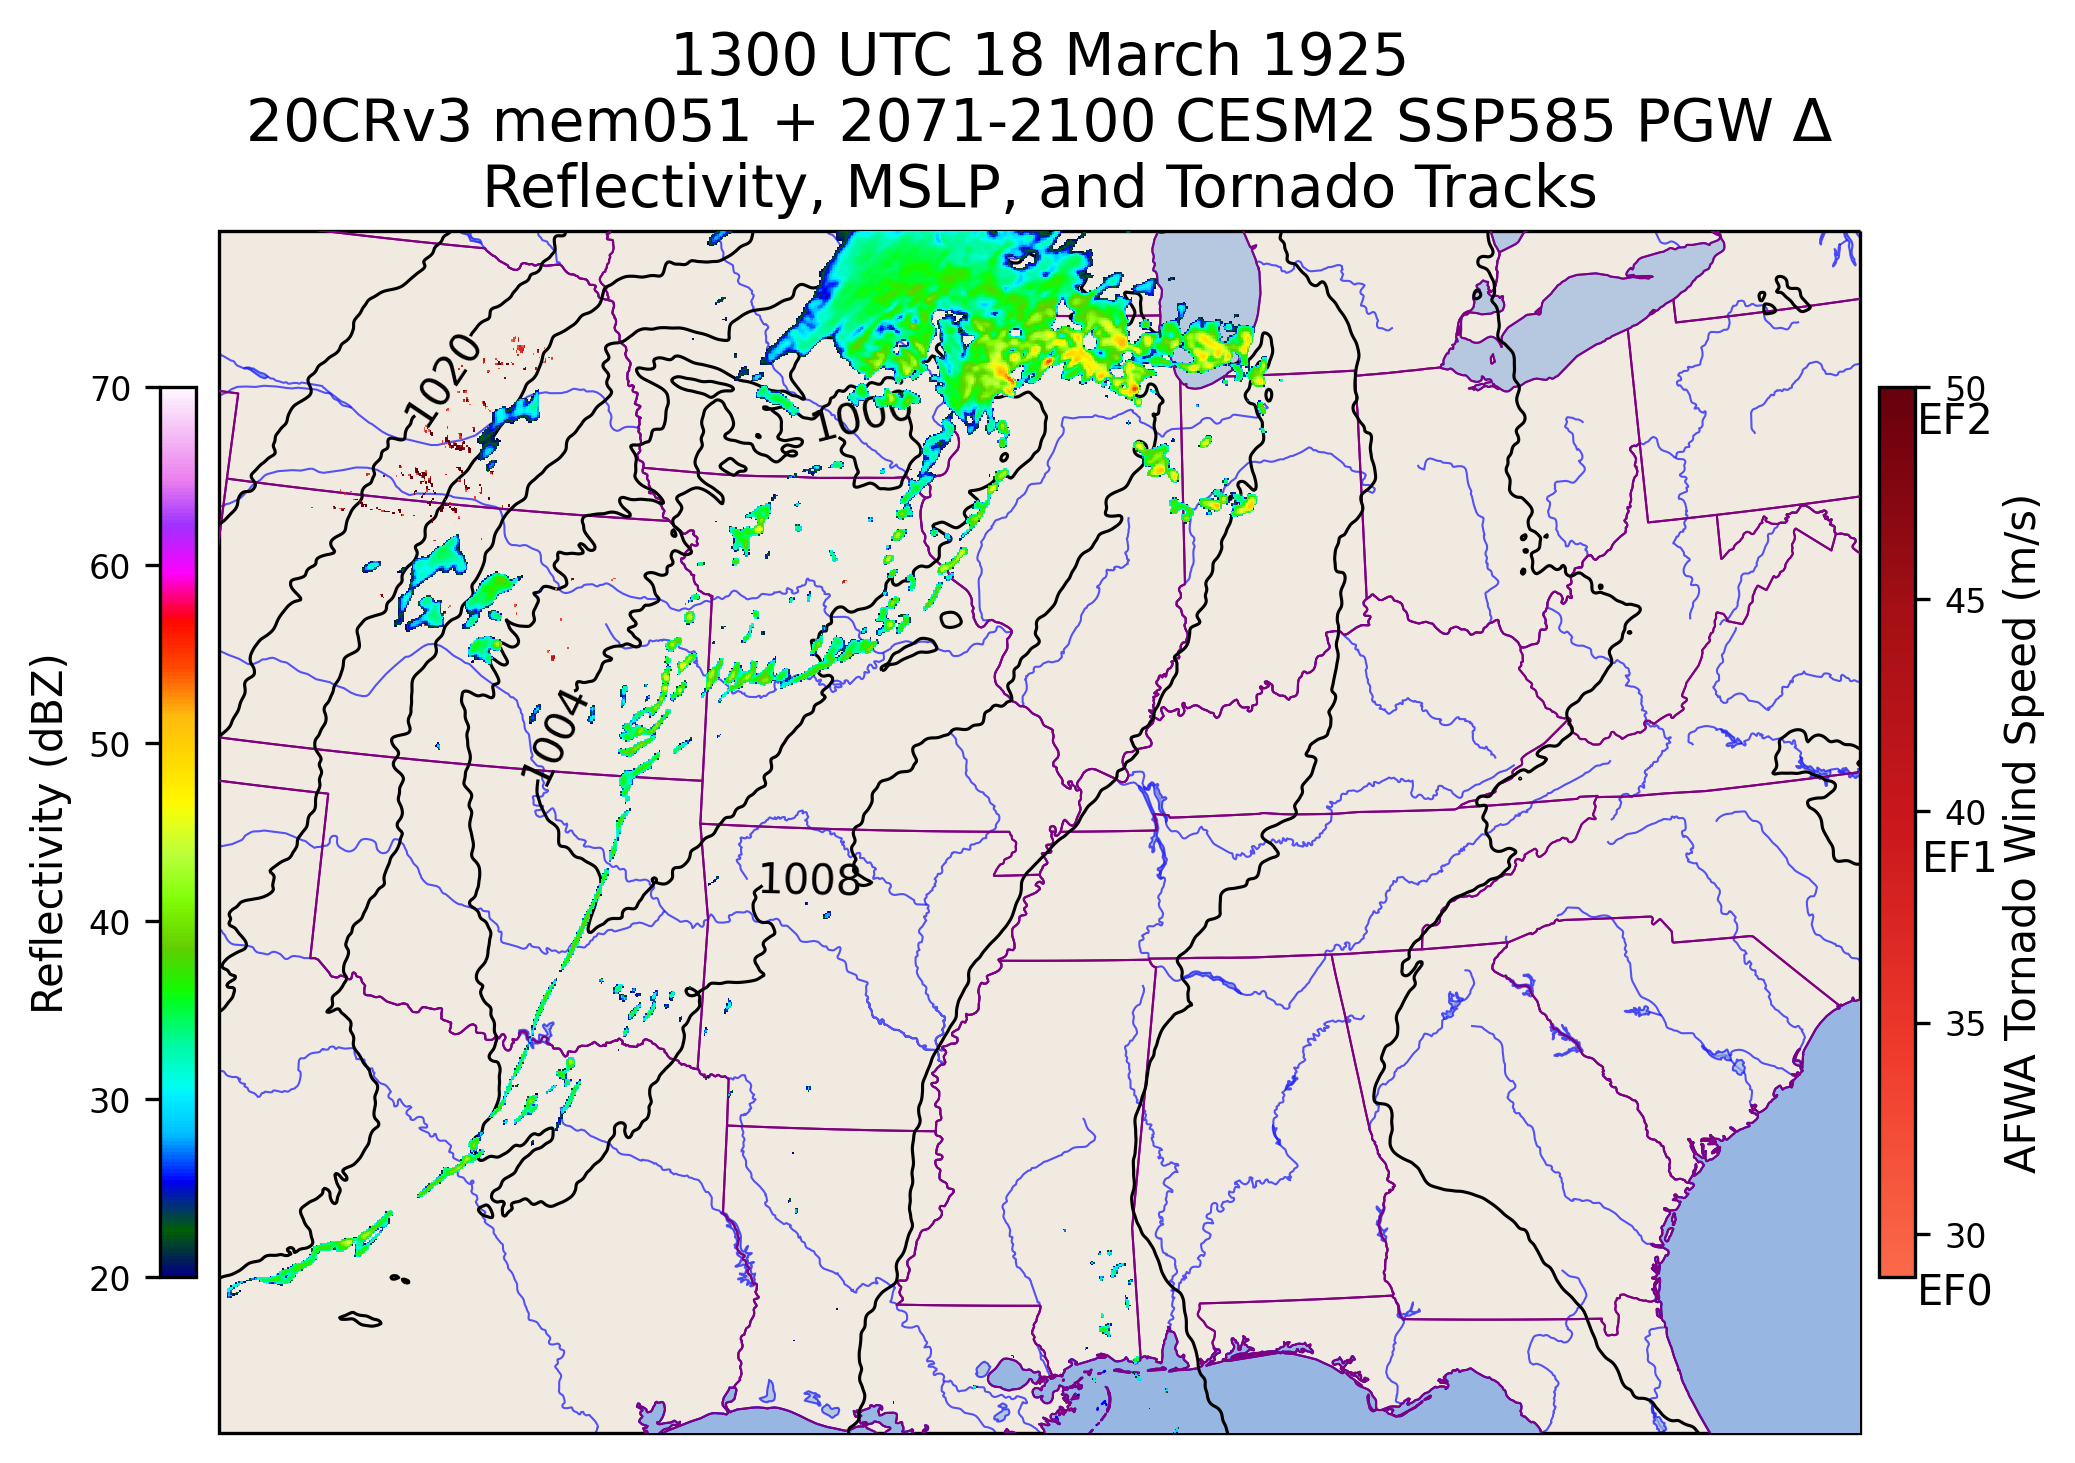 1300 UTC 18 March 1925
20CRv3 mem051 + 2071-2100 CESM2 SSP585 PGW Δ
Reflectivity, MSLP, and Tornado Tracks
70
60
50
40
30
20
Reflectivity (dBZ)
1020
1004
1008
50
EF2
45
40
EF1
35
30
EF0
AFWA Tornado Wind Speed (m/s)